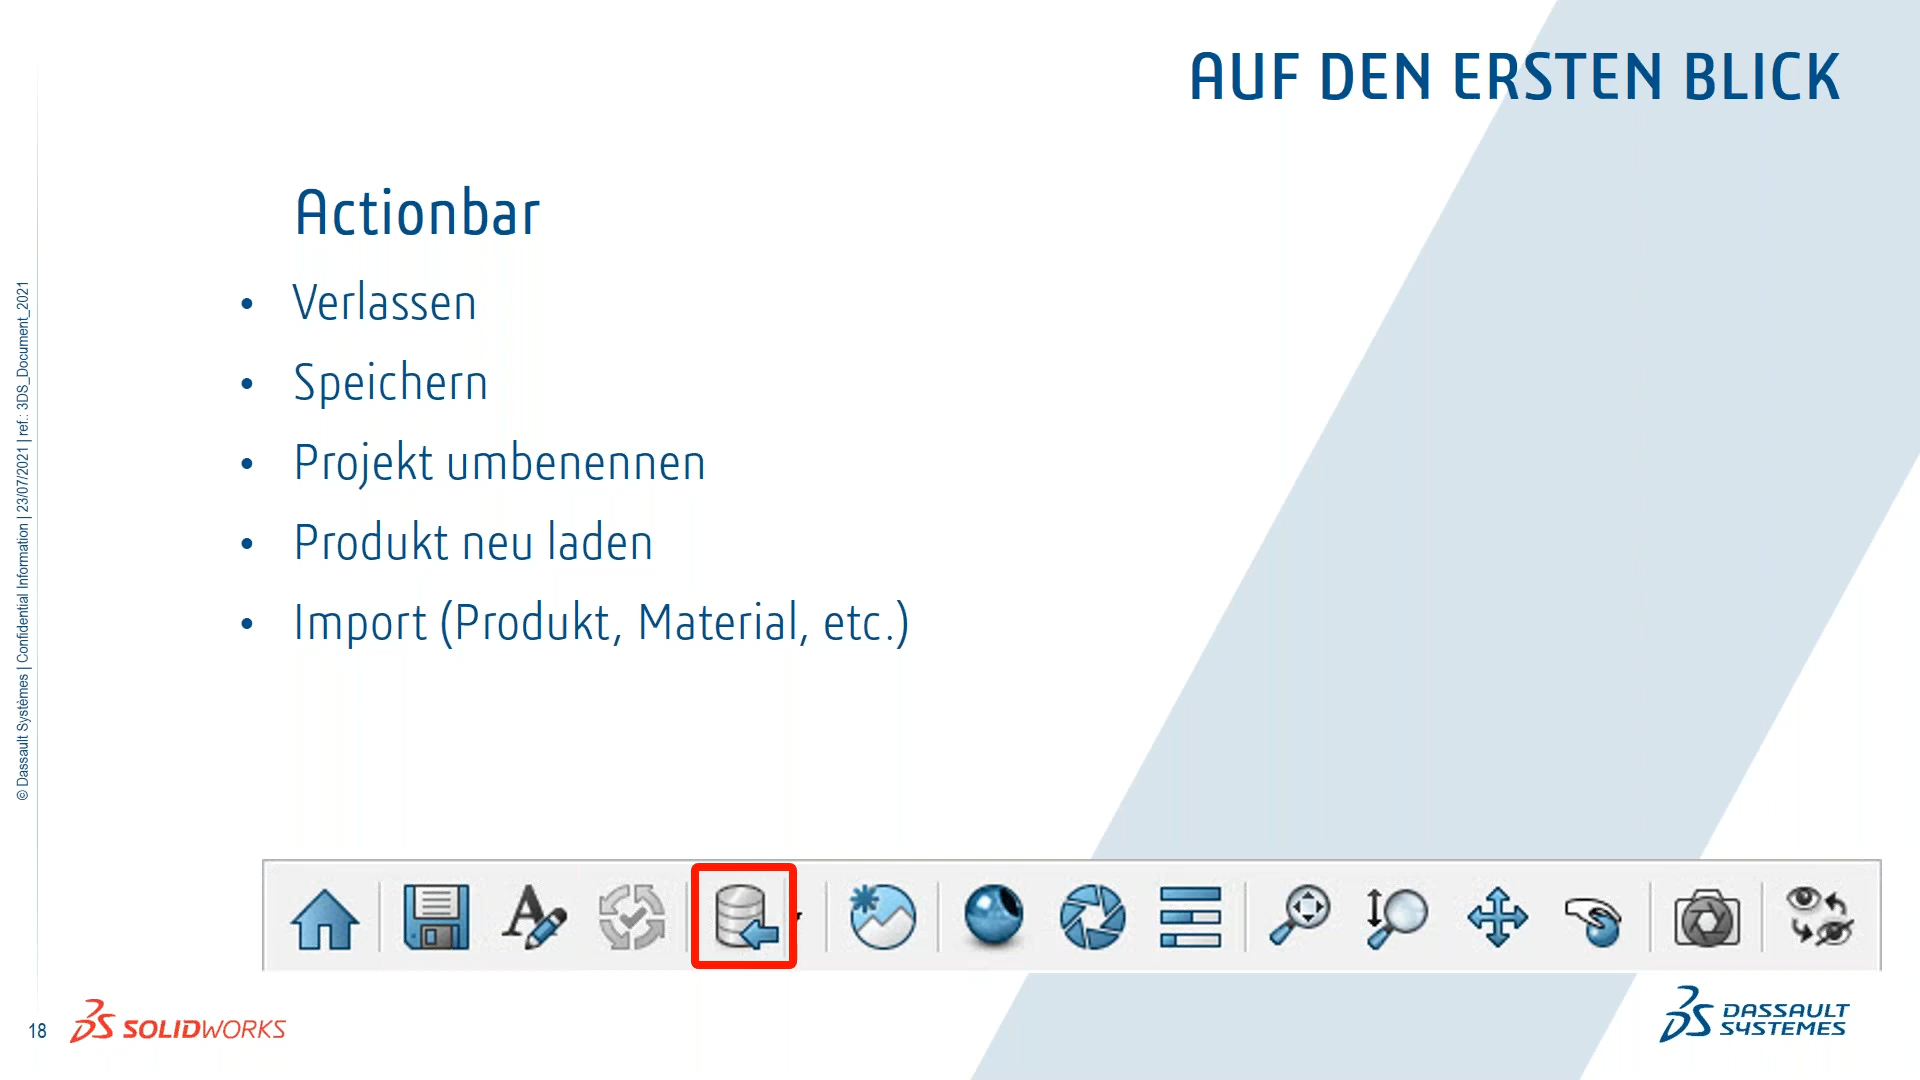 AUF DEN ERSTEN BLICK
Actionbar
• Verlassen
• Speichern
• Projekt umbenennen
• Produkt neu laden
• Import (Produkt, Material, etc.)
© Dassault Systèmes | Confidential Information | 23/07/2021 | ref.: 3DS_Document_2021
18
SOLIDWORKS
DASSAULT
SYSTEMES